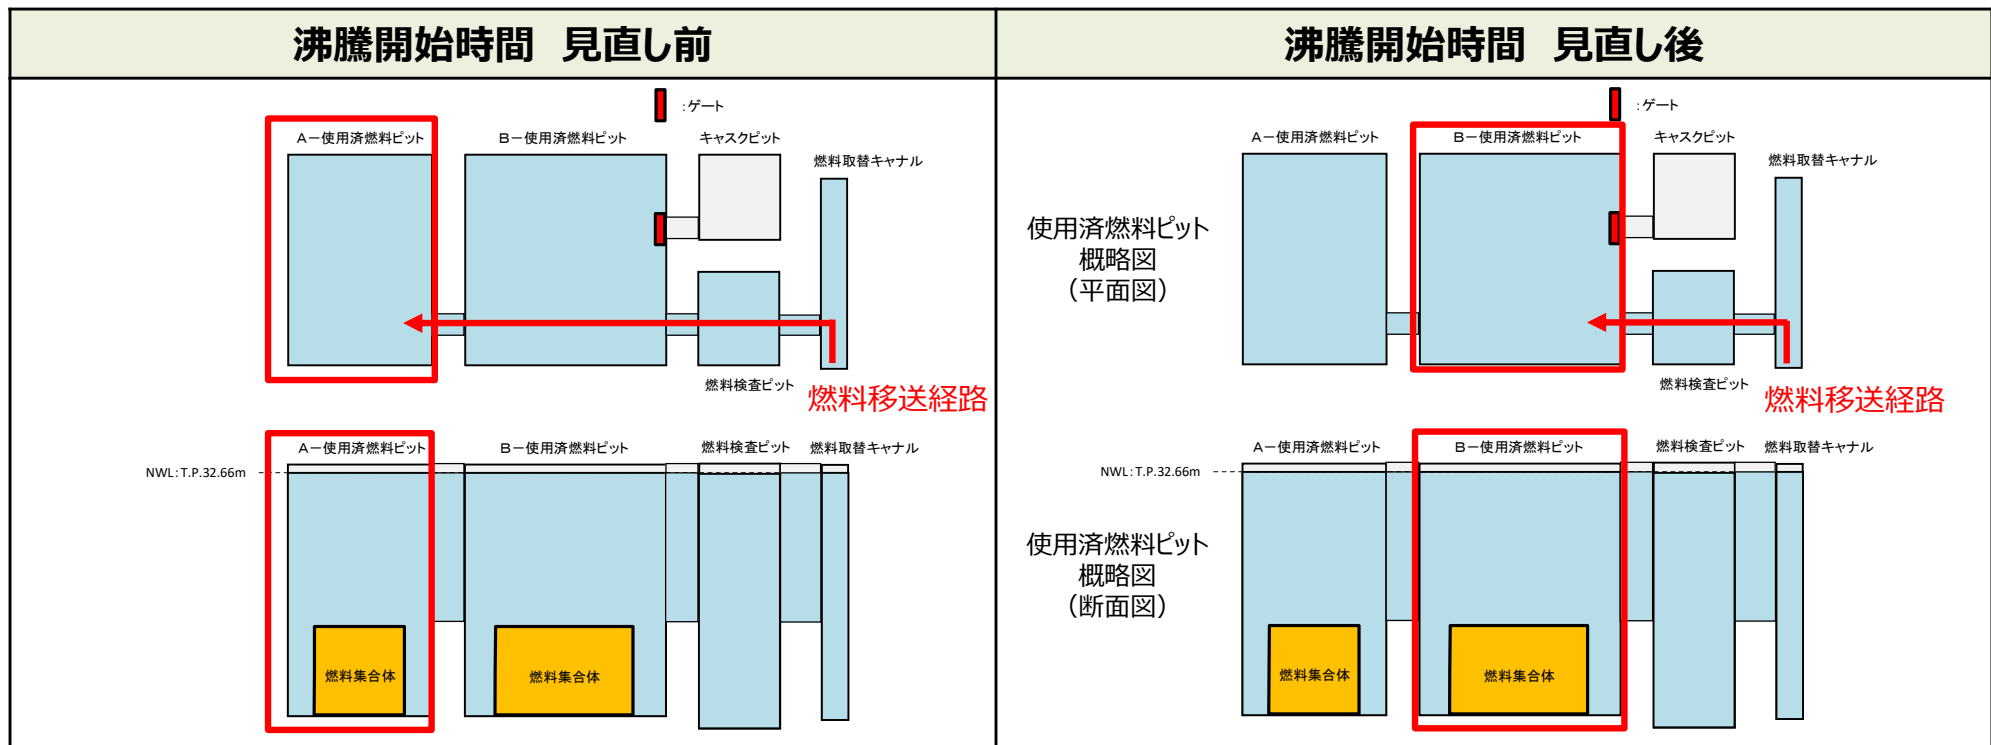 沸騰開始時間　見直し前
：ゲート
A－使用済燃料ピット
B－使用済燃料ピット
キャスクピット
燃料取替キャナル
燃料検査ピット
燃料移送経路
A－使用済燃料ピット
B－使用済燃料ピット
燃料検査ピット
燃料取替キャナル
NWL：T.P.32.66m
燃料集合体
燃料集合体
沸騰開始時間　見直し後
：ゲート
A－使用済燃料ピット
B－使用済燃料ピット
キャスクピット
燃料取替キャナル
使用済燃料ピット
概略図
（平面図）
燃料検査ピット
燃料移送経路
A－使用済燃料ピット
B－使用済燃料ピット
燃料検査ピット
燃料取替キャナル
NWL：T.P.32.66m
使用済燃料ピット
概略図
（断面図）
燃料集合体
燃料集合体